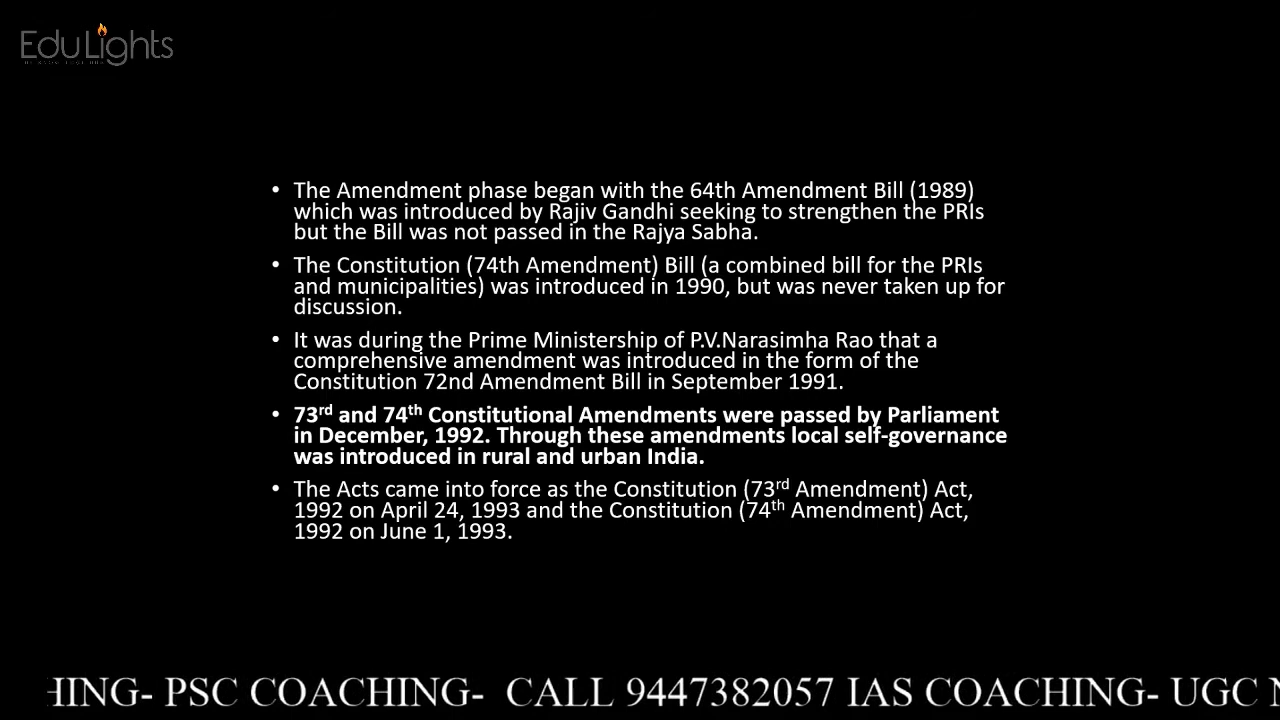 EduLights
• The Amendment phase began with the 64th Amendment Bill (1989)
which was introduced by Rajiv Gandhi seeking to strengthen the PRIs
but the Bill was not passed in the Rajya Sabha.
• The Constitution (74th Amendment) Bill (a combined bill for the PRIs
and municipalities) was introduced in 1990, but was never taken up for
discussion.
• It was during the Prime Ministership of P.V.Narasimha Rao that a
comprehensive amendment was introduced in the form of the
Constitution 72nd Amendment Bill in September 1991.
• 73rd and 74th Constitutional Amendments were passed by Parliament
in December, 1992. Through these amendments local self-governance
was introduced in rural and urban India.
• The Acts came into force as the Constitution (73rd Amendment) Act,
1992 on April 24, 1993 and the Constitution (74th Amendment) Act,
1992 on June 1, 1993.
HING- PSC COACHING- CALL 9447382057 IAS COACHING- UGC N